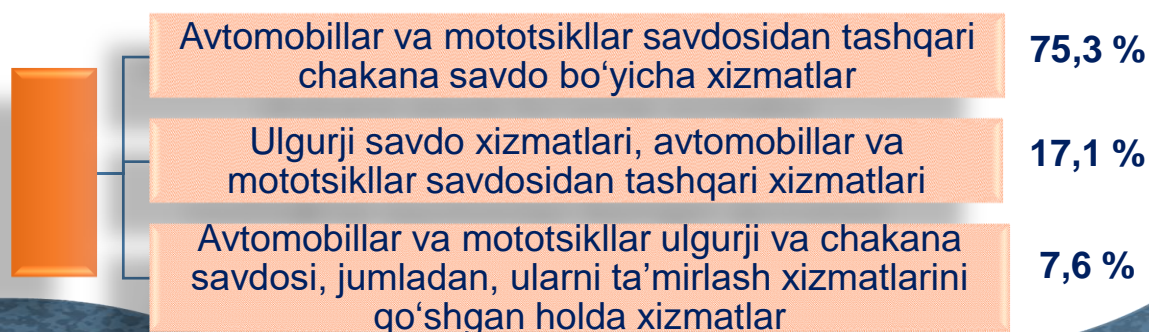 Avtomobillar va mototsikllar savdosidan tashqari
chakana savdo bo‘yicha xizmatlar
75,3 %
Ulgurji savdo xizmatlari, avtomobillar va
mototsikllar savdosidan tashqari xizmatlari
17,1 %
Avtomobillar va mototsikllar ulgurji va chakana
savdosi, jumladan, ularni ta’mirlash xizmatlarini
qo‘shgan holda xizmatlar
7,6 %